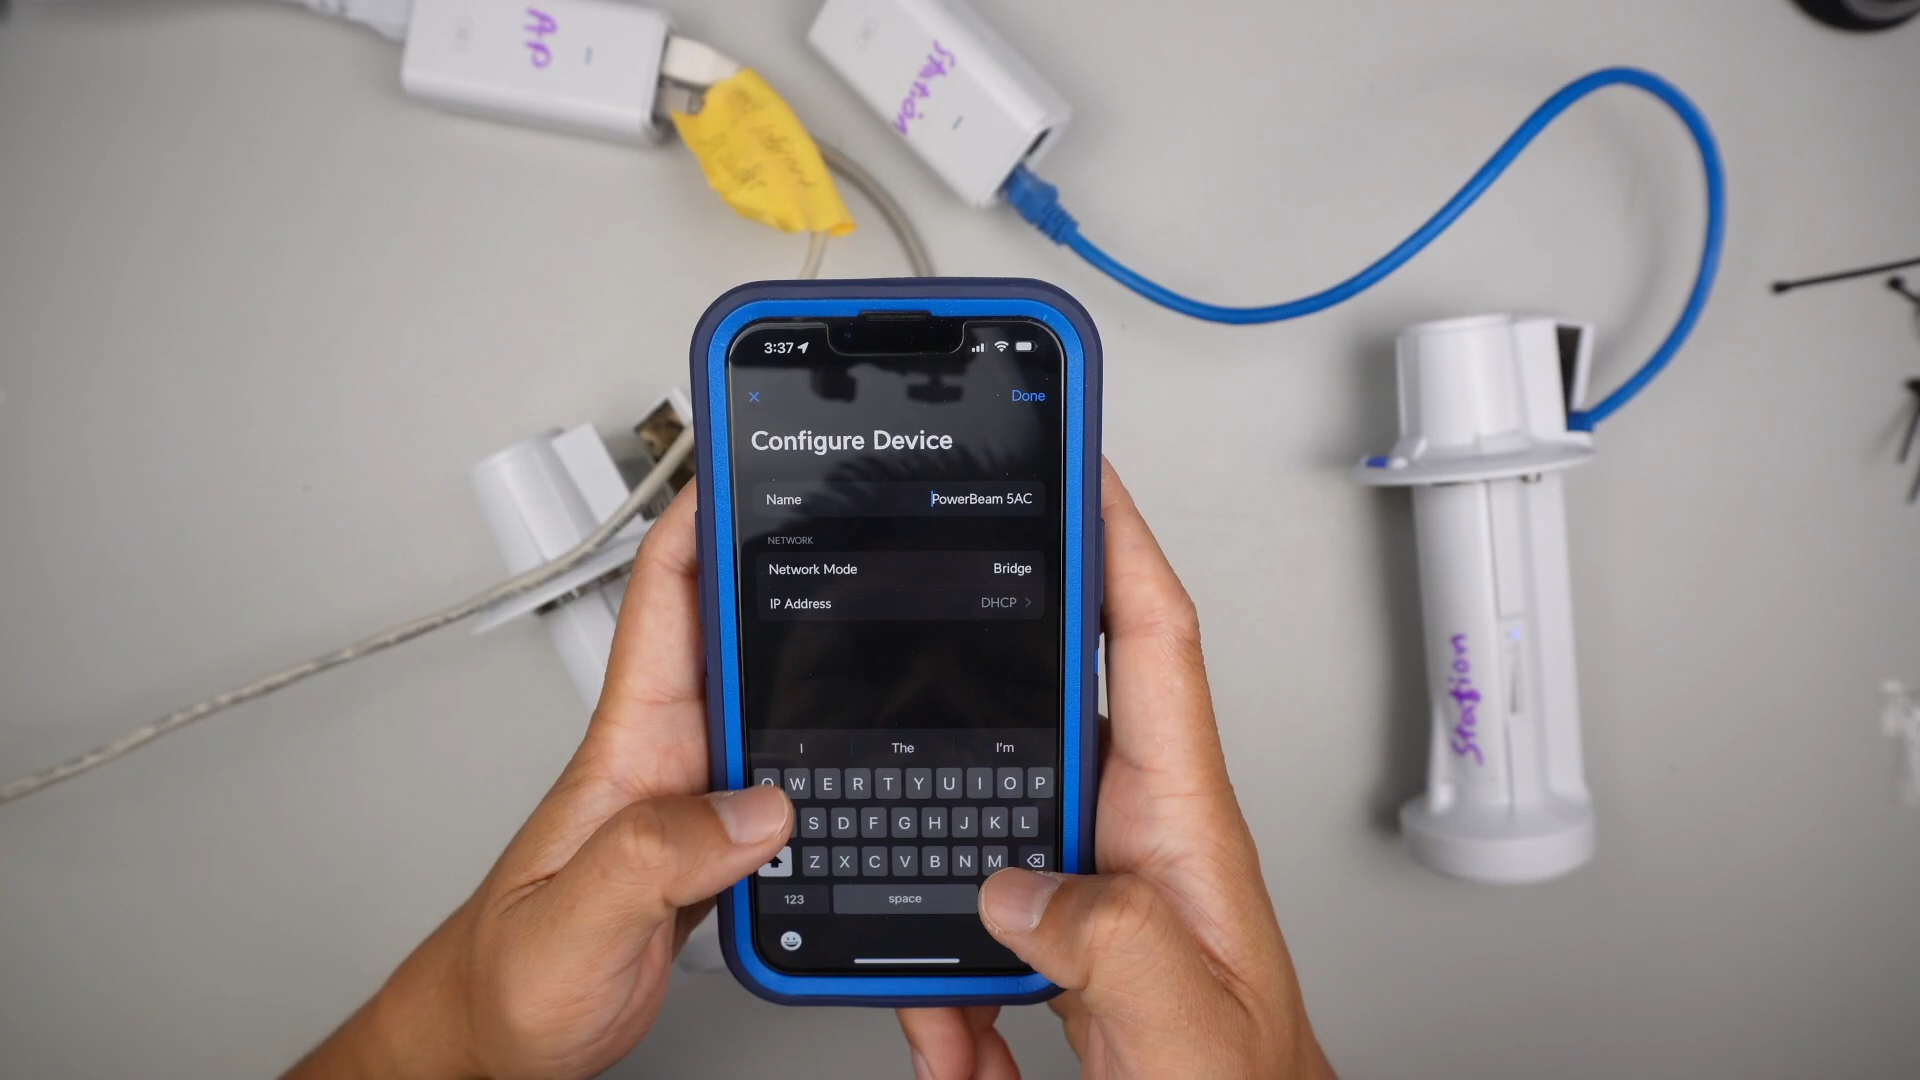 AP
Station
3:37
Done
Configure Device
Name PowerBeam 5AC
NETWORK
Network Mode Bridge
IP Address DHCP
I The I'm
Q W E R T Y U I O P
S D F G H J K L
Z X C V B N M
123 space
Station